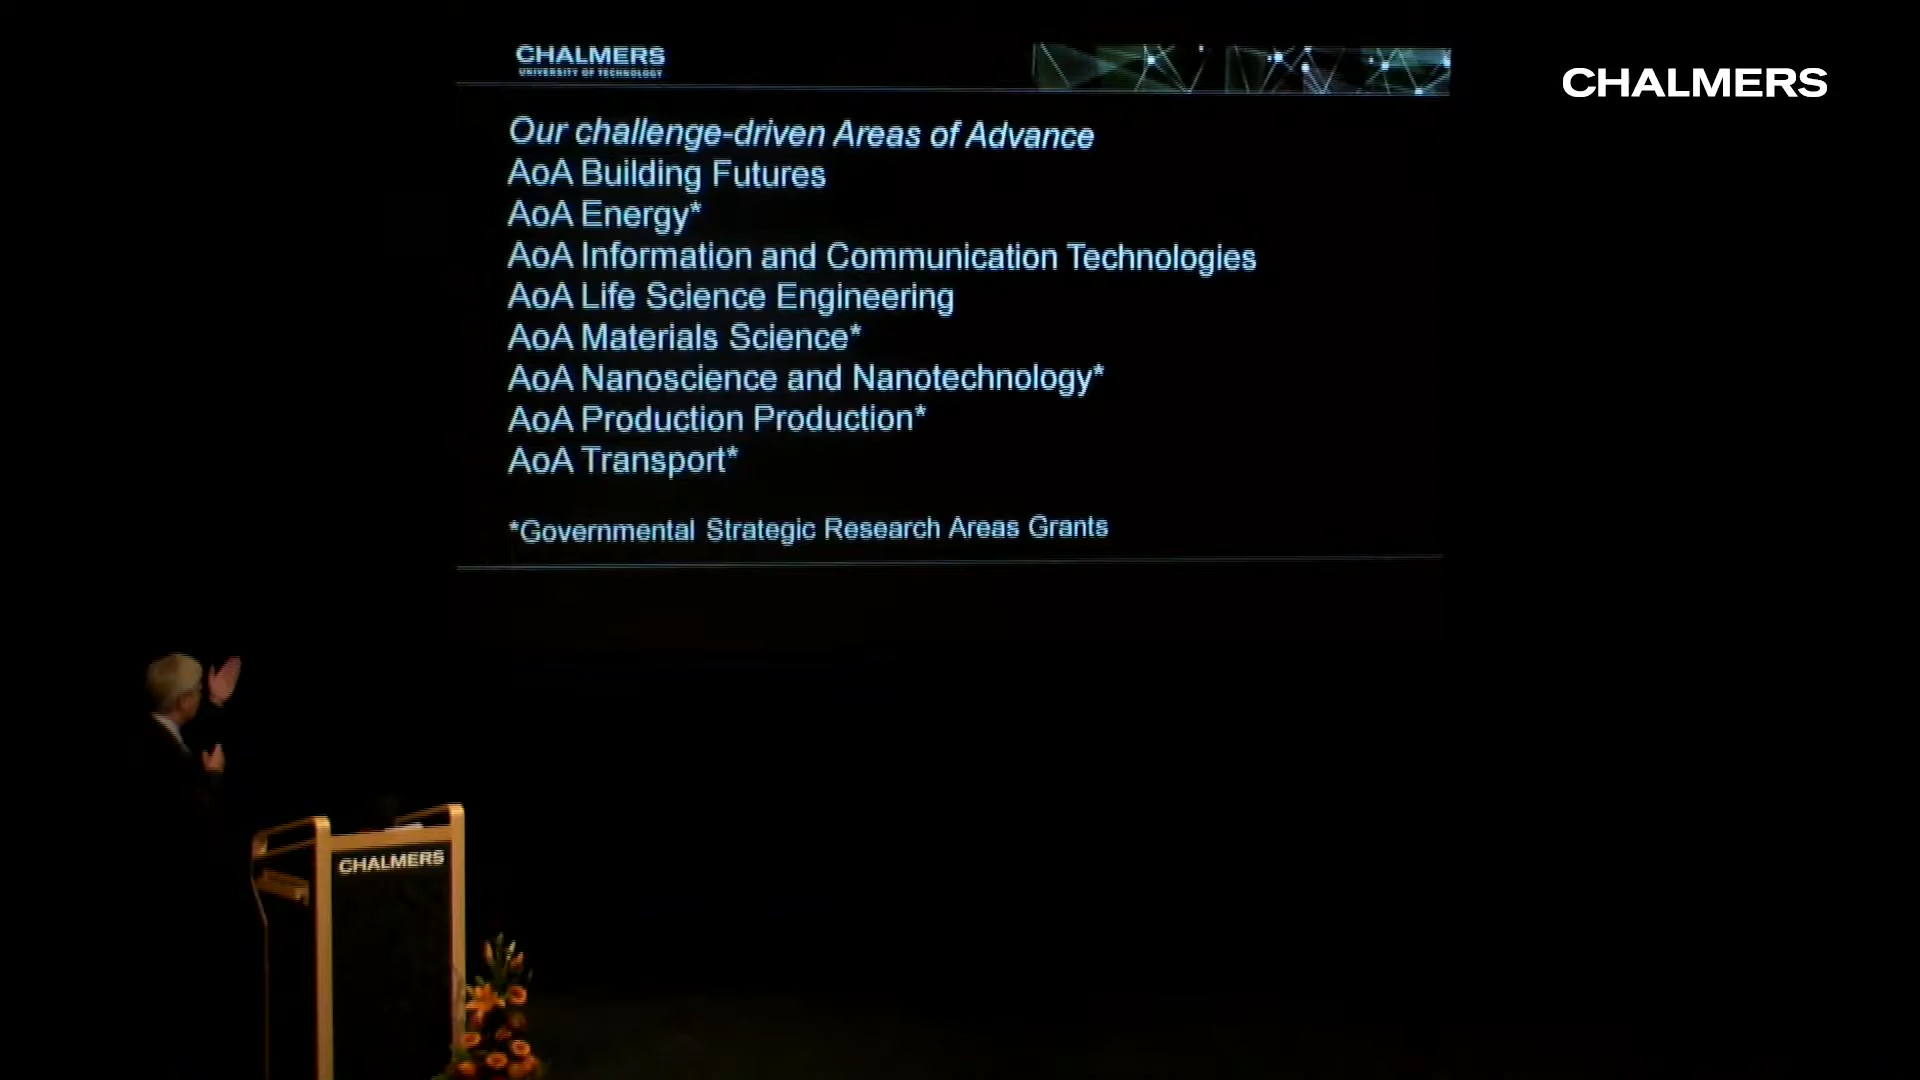 CHALMERS
UNIVERSITY OF TECHNOLOGY
CHALMERS
Our challenge-driven Areas of Advance
AoA Building Futures
AoA Energy*
AoA Information and Communication Technologies
AoA Life Science Engineering
AoA Materials Science*
AoA Nanoscience and Nanotechnology*
AoA Production Production*
AoA Transport*
*Governmental Strategic Research Areas Grants
CHALMERS